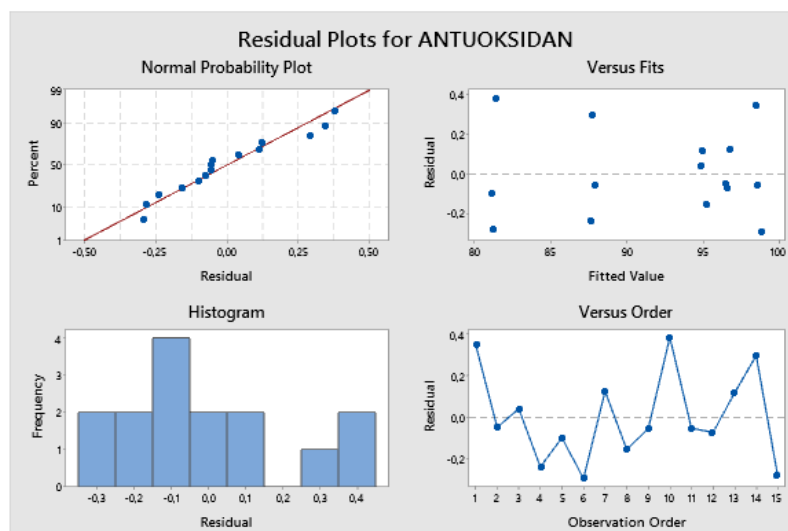 Residual Plots for ANTUOKSIDAN
Normal Probability Plot
99
90
50
10
1
Percent
-0,50 -0,25 0,00 0,25 0,50
Residual
Versus Fits
0,4
0,2
0,0
-0,2
Residual
80 85 90 95 100
Fitted Value
Histogram
4
3
2
1
0
Frequency
-0,3 -0,2 -0,1 0,0 0,1 0,2 0,3 0,4
Residual
Versus Order
0,4
0,2
0,0
-0,2
Residual
1 2 3 4 5 6 7 8 9 10 11 12 13 14 15
Observation Order